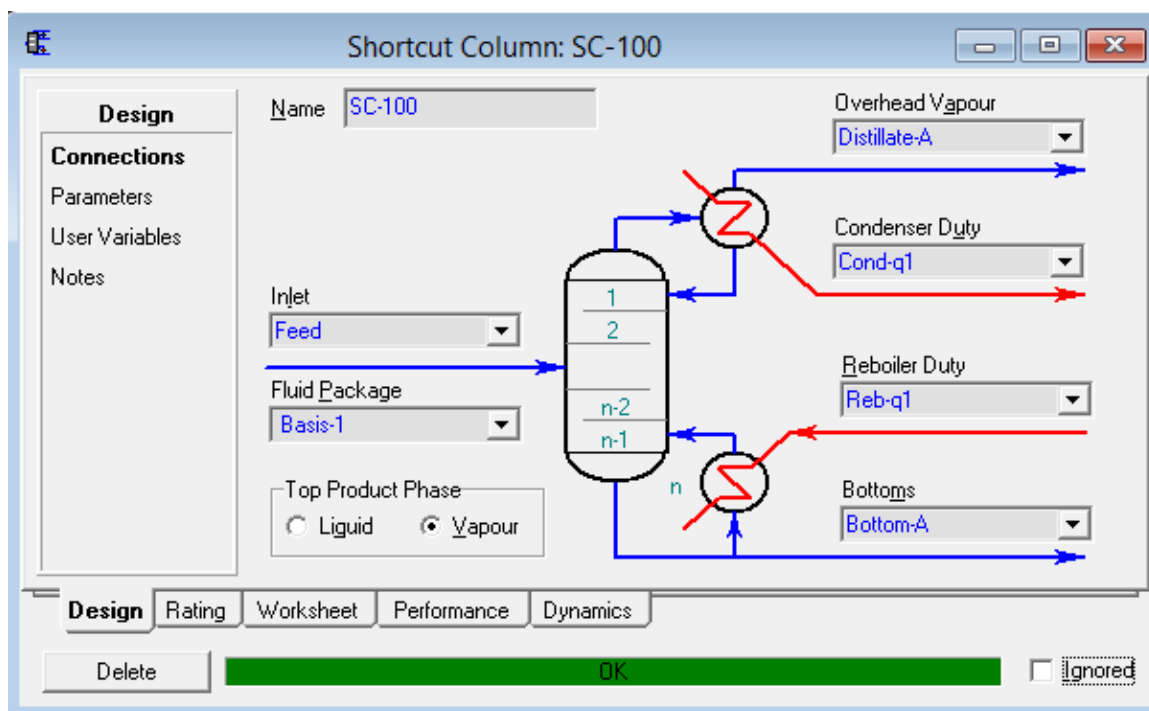 Shortcut Column: SC-100
Design
Connections
Parameters
User Variables
Notes
Name SC-100
Inlet
Feed
Fluid Package
Basis-1
Top Product Phase
Liquid Vapour
1
2
n-2
n-1
n
Overhead Vapour
Distillate-A
Condenser Duty
Cond-q1
Reboiler Duty
Reb-q1
Bottoms
Bottom-A
Design Rating Worksheet Performance Dynamics
Delete OK Ignored